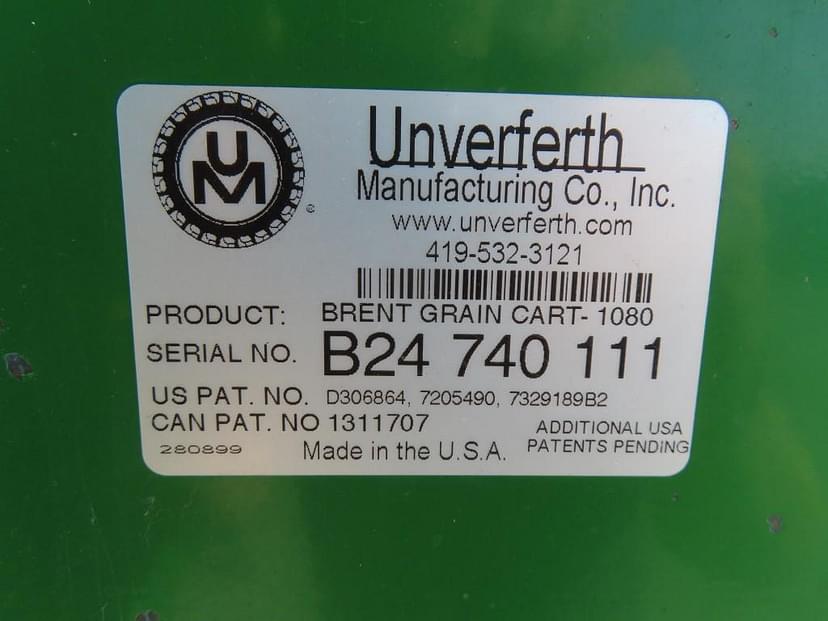 UM
®
Unverferth
Manufacturing Co., Inc.
www.unverferth.com
419-532-3121
PRODUCT: BRENT GRAIN CART- 1080
SERIAL NO. B24 740 111
US PAT. NO. D306864, 7205490, 7329189B2
CAN PAT. NO 1311707
ADDITIONAL USA
PATENTS PENDING
280899 Made in the U.S.A.